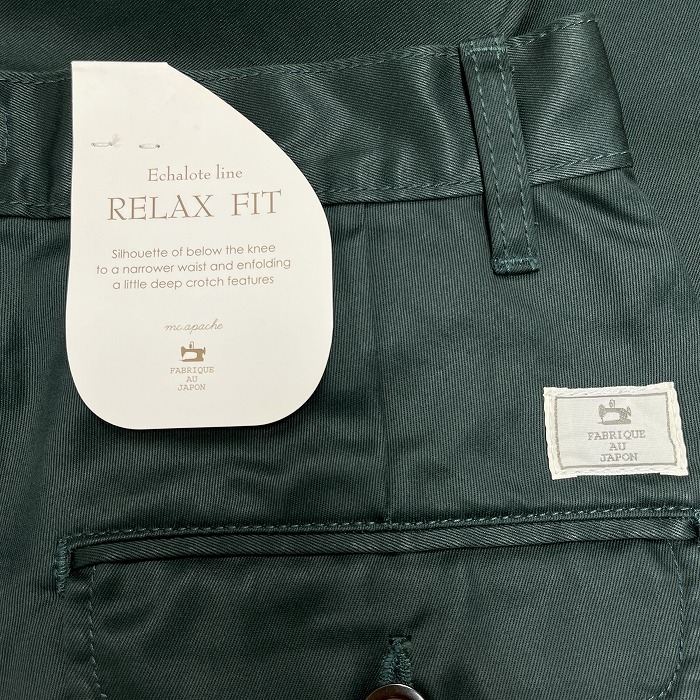 Echalote line
RELAX FIT
Silhouette of below the knee
to a narrower waist and enfolding
a little deep crotch features
mc.apache
FABRIQUE
AU
JAPON
FABRIQUE
AU
JAPON